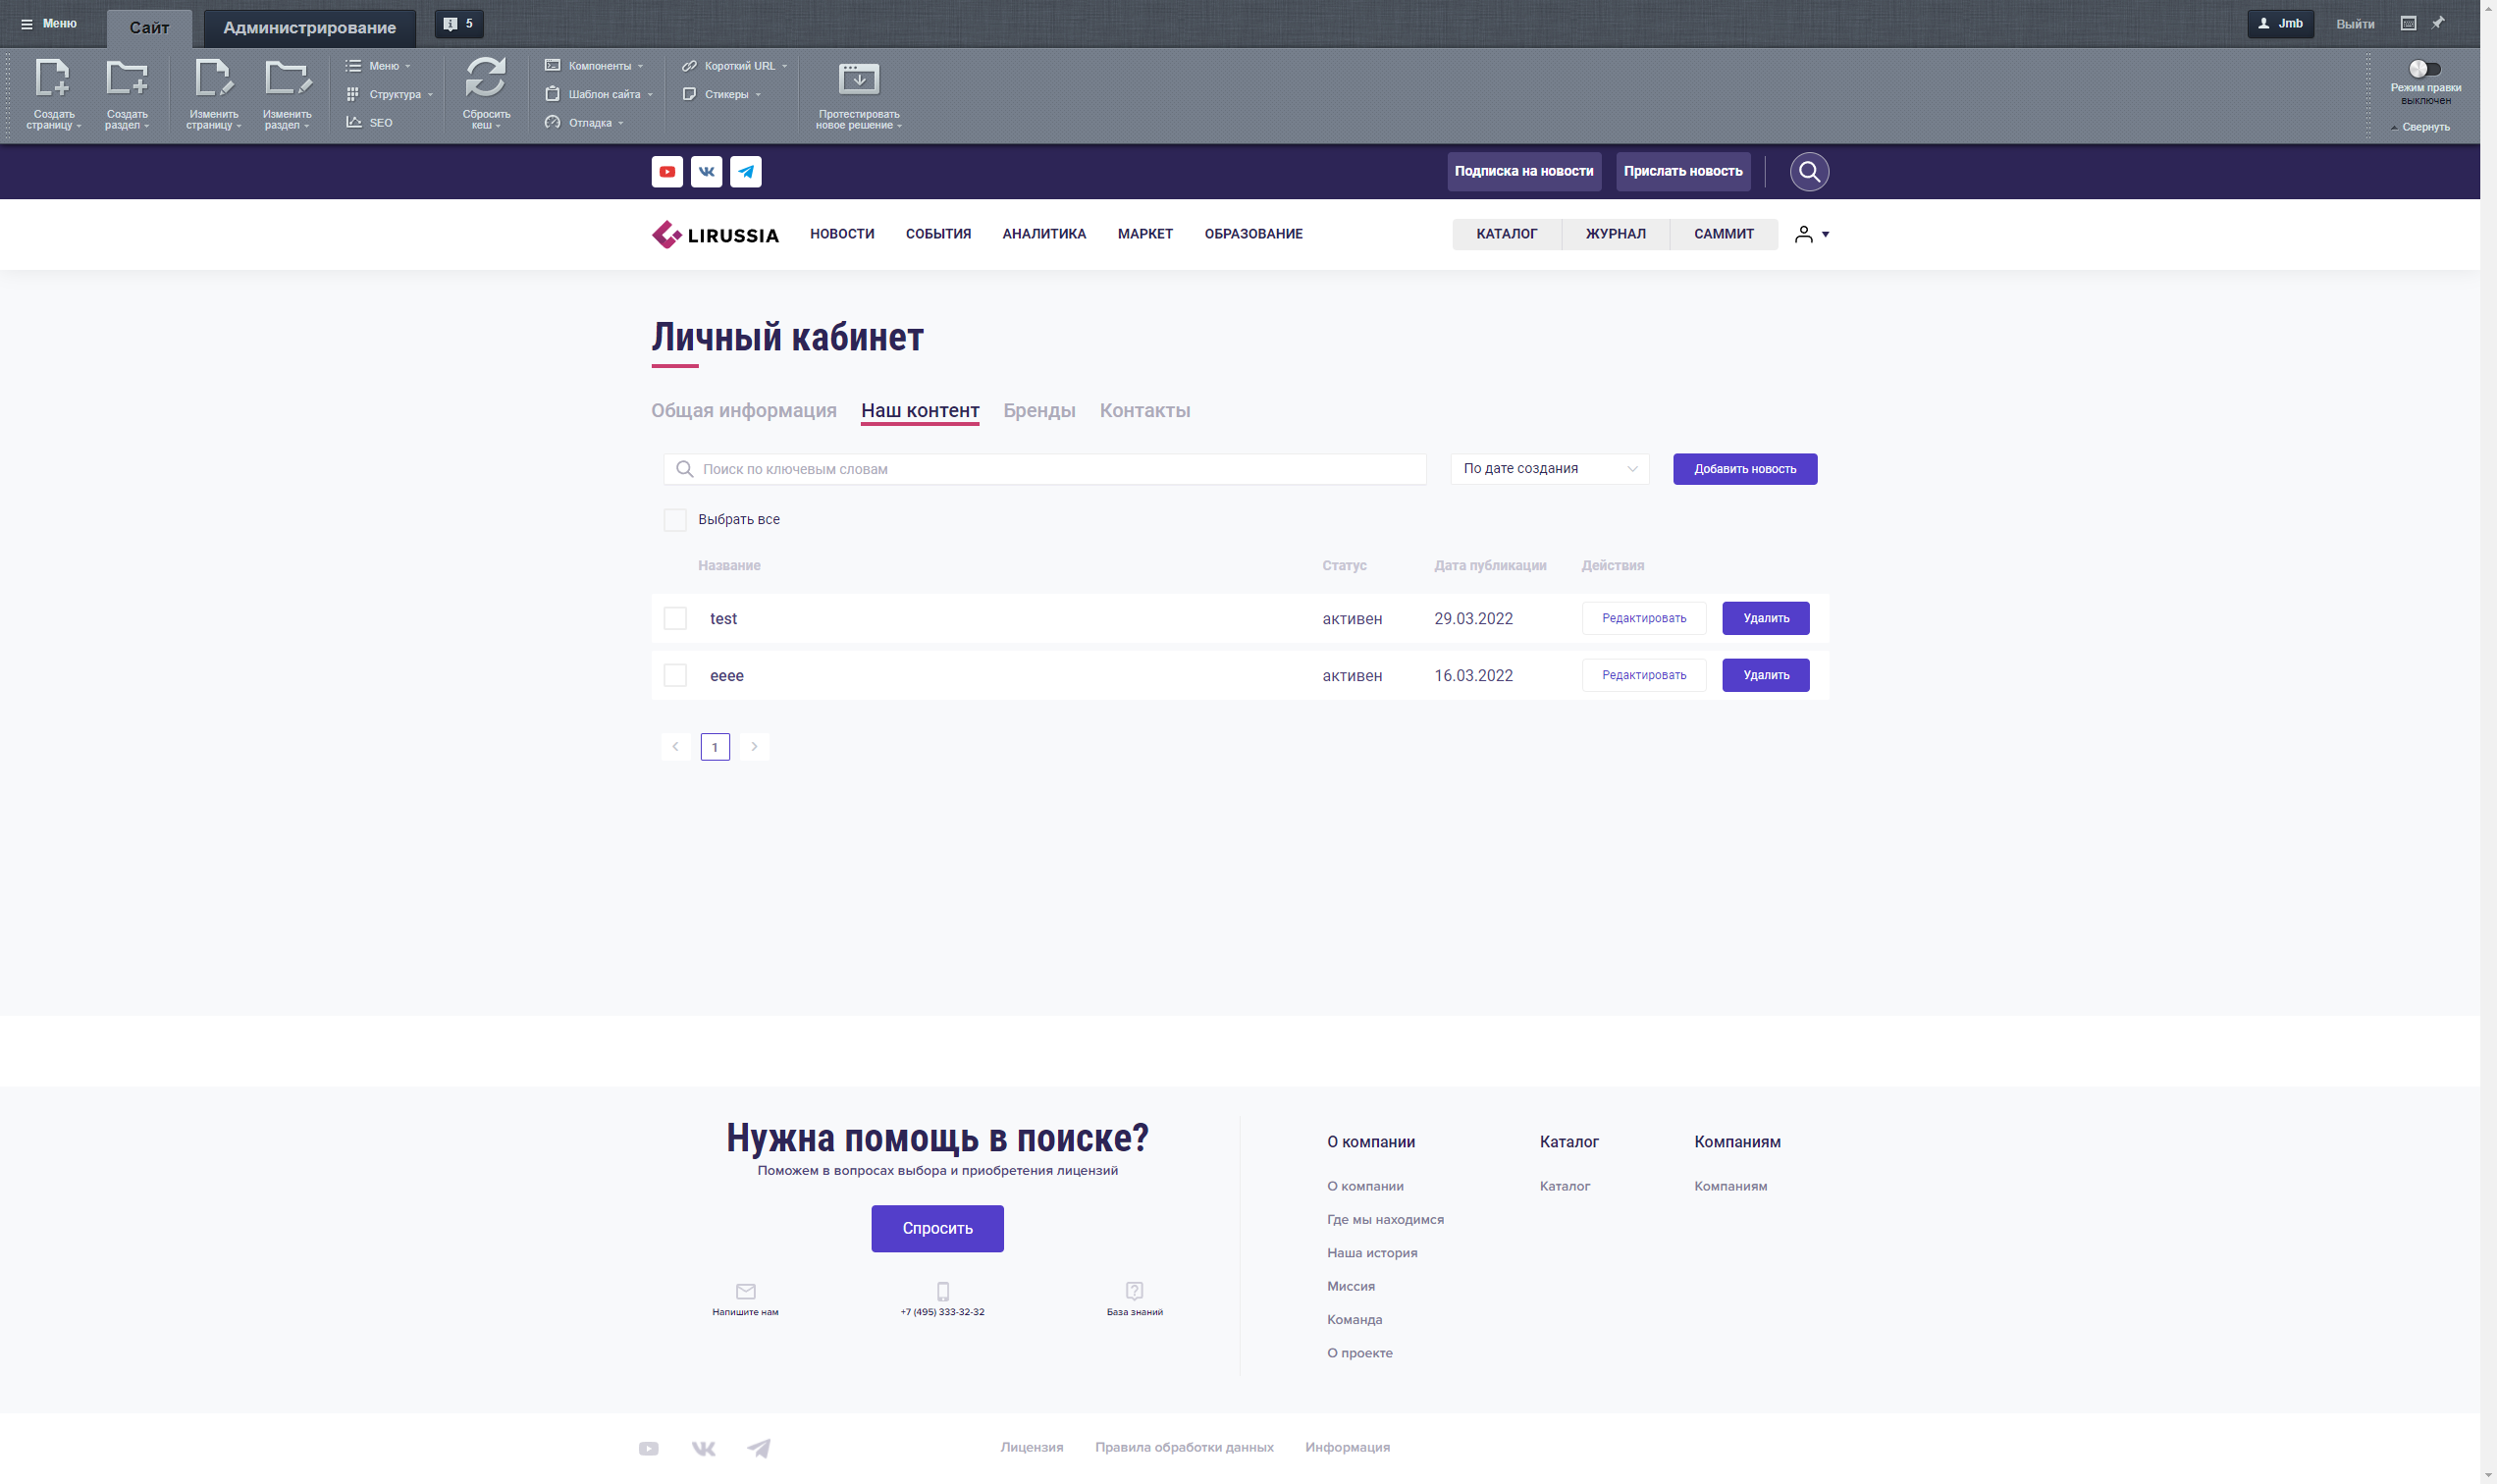 Меню
Сайт
Администрирование
5
Jmb
Выйти
Создать страницу
Создать раздел
Изменить страницу
Изменить раздел
Меню
Структура
SEO
Сбросить кеш
Компоненты
Шаблон сайта
Отладка
Короткий URL
Стикеры
Протестировать новое решение
Режим правки
выключен
Свернуть
Подписка на новости
Прислать новость
LIRUSSIA
НОВОСТИ
СОБЫТИЯ
АНАЛИТИКА
МАРКЕТ
ОБРАЗОВАНИЕ
КАТАЛОГ
ЖУРНАЛ
САММИТ
Личный кабинет
Общая информация
Наш контент
Бренды
Контакты
Поиск по ключевым словам
По дате создания
Добавить новость
Выбрать все
Название
Статус
Дата публикации
Действия
test
активен
29.03.2022
Редактировать
Удалить
eeee
активен
16.03.2022
Редактировать
Удалить
1
Нужна помощь в поиске?
Поможем в вопросах выбора и приобретения лицензий
Спросить
Напишите нам
+7 (495) 333-32-32
База знаний
О компании
О компании
Где мы находимся
Наша история
Миссия
Команда
О проекте
Каталог
Каталог
Компаниям
Компаниям
Лицензия
Правила обработки данных
Информация